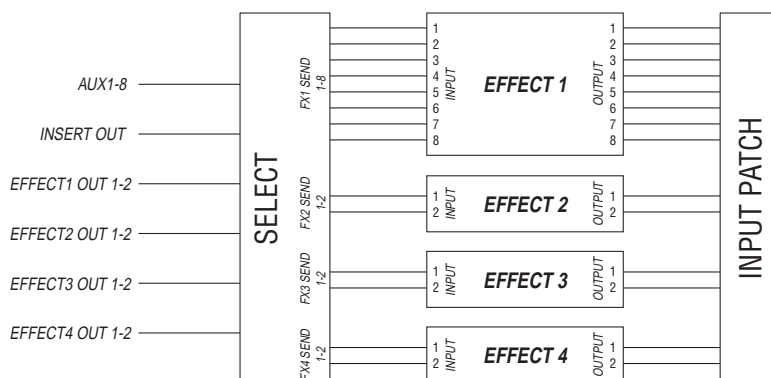 AUX1-8
INSERT OUT
EFFECT1 OUT 1-2
EFFECT2 OUT 1-2
EFFECT3 OUT 1-2
EFFECT4 OUT 1-2
SELECT
FX1 SEND
1-8
FX2 SEND
1-2
FX3 SEND
1-2
FX4 SEND
1-2
1
2
3
4
5
6
7
8
INPUT
EFFECT 1
OUTPUT
1
2
3
4
5
6
7
8
1
2
INPUT
EFFECT 2
OUTPUT
1
2
1
2
INPUT
EFFECT 3
OUTPUT
1
2
1
2
INPUT
EFFECT 4
OUTPUT
1
2
INPUT PATCH